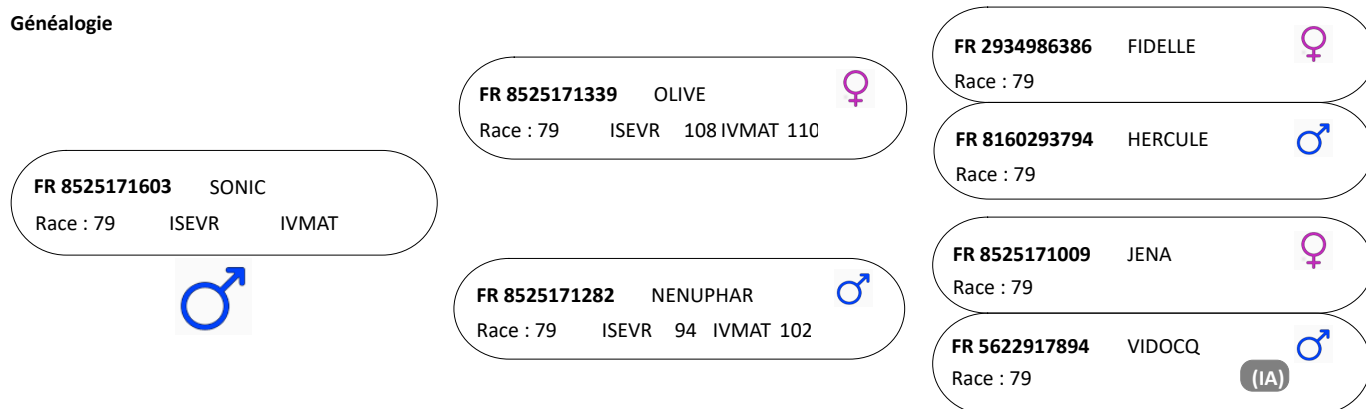 Généalogie
FR 8525171603 SONIC
Race : 79 ISEVR IVMAT
FR 8525171339 OLIVE
Race : 79 ISEVR 108 IVMAT 110
FR 8525171282 NENUPHAR
Race : 79 ISEVR 94 IVMAT 102
FR 2934986386 FIDELLE
Race : 79
FR 8160293794 HERCULE
Race : 79
FR 8525171009 JENA
Race : 79
FR 5622917894 VIDOCQ
Race : 79 (IA)